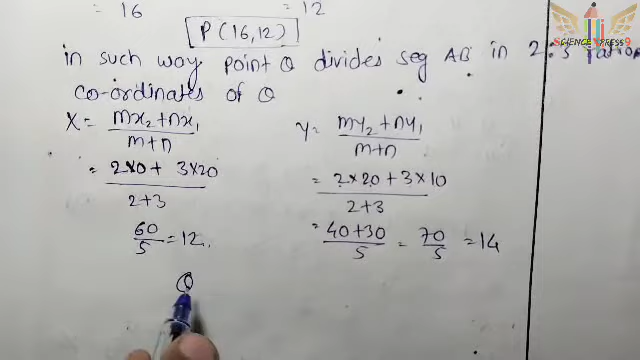 = 16 = 12
P(16,12)
in such way point Q divides seg AB in 2:3 ratio
co-ordinates of Q
X = mx₂+nx₁ / m+n Y = my₂+ny₁ / m+n
= 2×0+ 3×20 / 2+3 = 2×20+3×10 / 2+3
60/5 = 12. = 40+30 / 5 = 70/5 = 14
Q
SCIENCE XPRESS 9